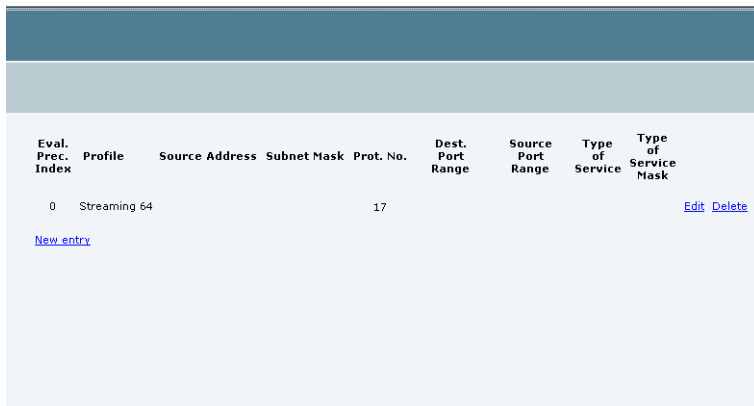 Eval. Prec. Index Profile Source Address Subnet Mask Prot. No. Dest. Port Range Source Port Range Type of Service Type of Service Mask
0 Streaming 64 17 Edit Delete
New entry